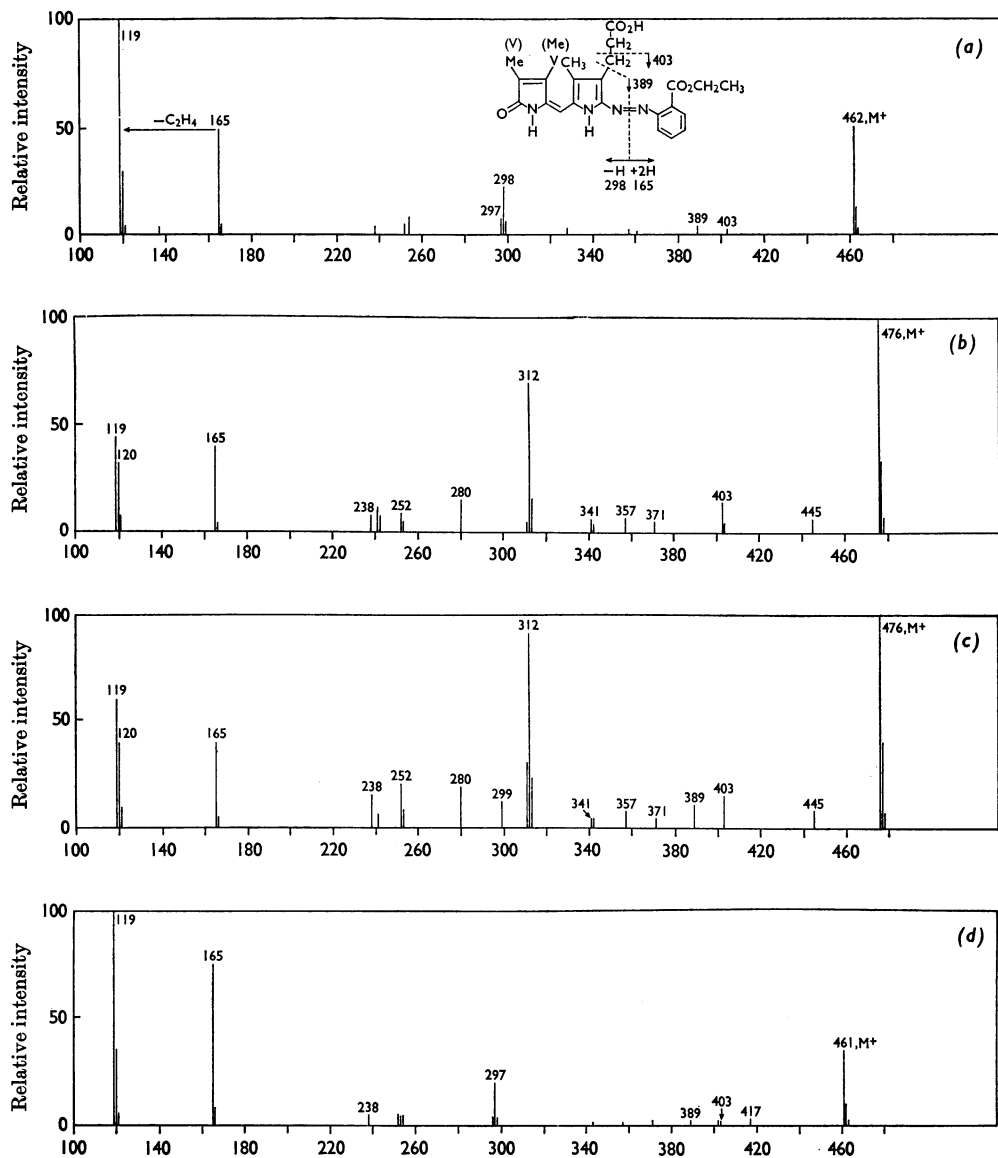 Relative intensity
100
50
0
119
−C₂H₄
165
297
298
389
403
462, M⁺
(a)
(V)
Me
(Me)
V
CH₃
CO₂H
CH₂
CH₂
403
389
CO₂CH₂CH₃
O
N
H
N
H
N=N
−H +2H
298 165
100 140 180 220 260 300 340 380 420 460
Relative intensity
100
50
0
119
120
165
238
252
280
312
341
357
371
403
445
476, M⁺
(b)
100 140 180 220 260 300 340 380 420 460
Relative intensity
100
50
0
119
120
165
238
252
280
299
312
341
357
371
389
403
445
476, M⁺
(c)
100 140 180 220 260 300 340 380 420 460
Relative intensity
100
50
0
119
165
238
297
389
403
417
461, M⁺
(d)
100 140 180 220 260 300 340 380 420 460